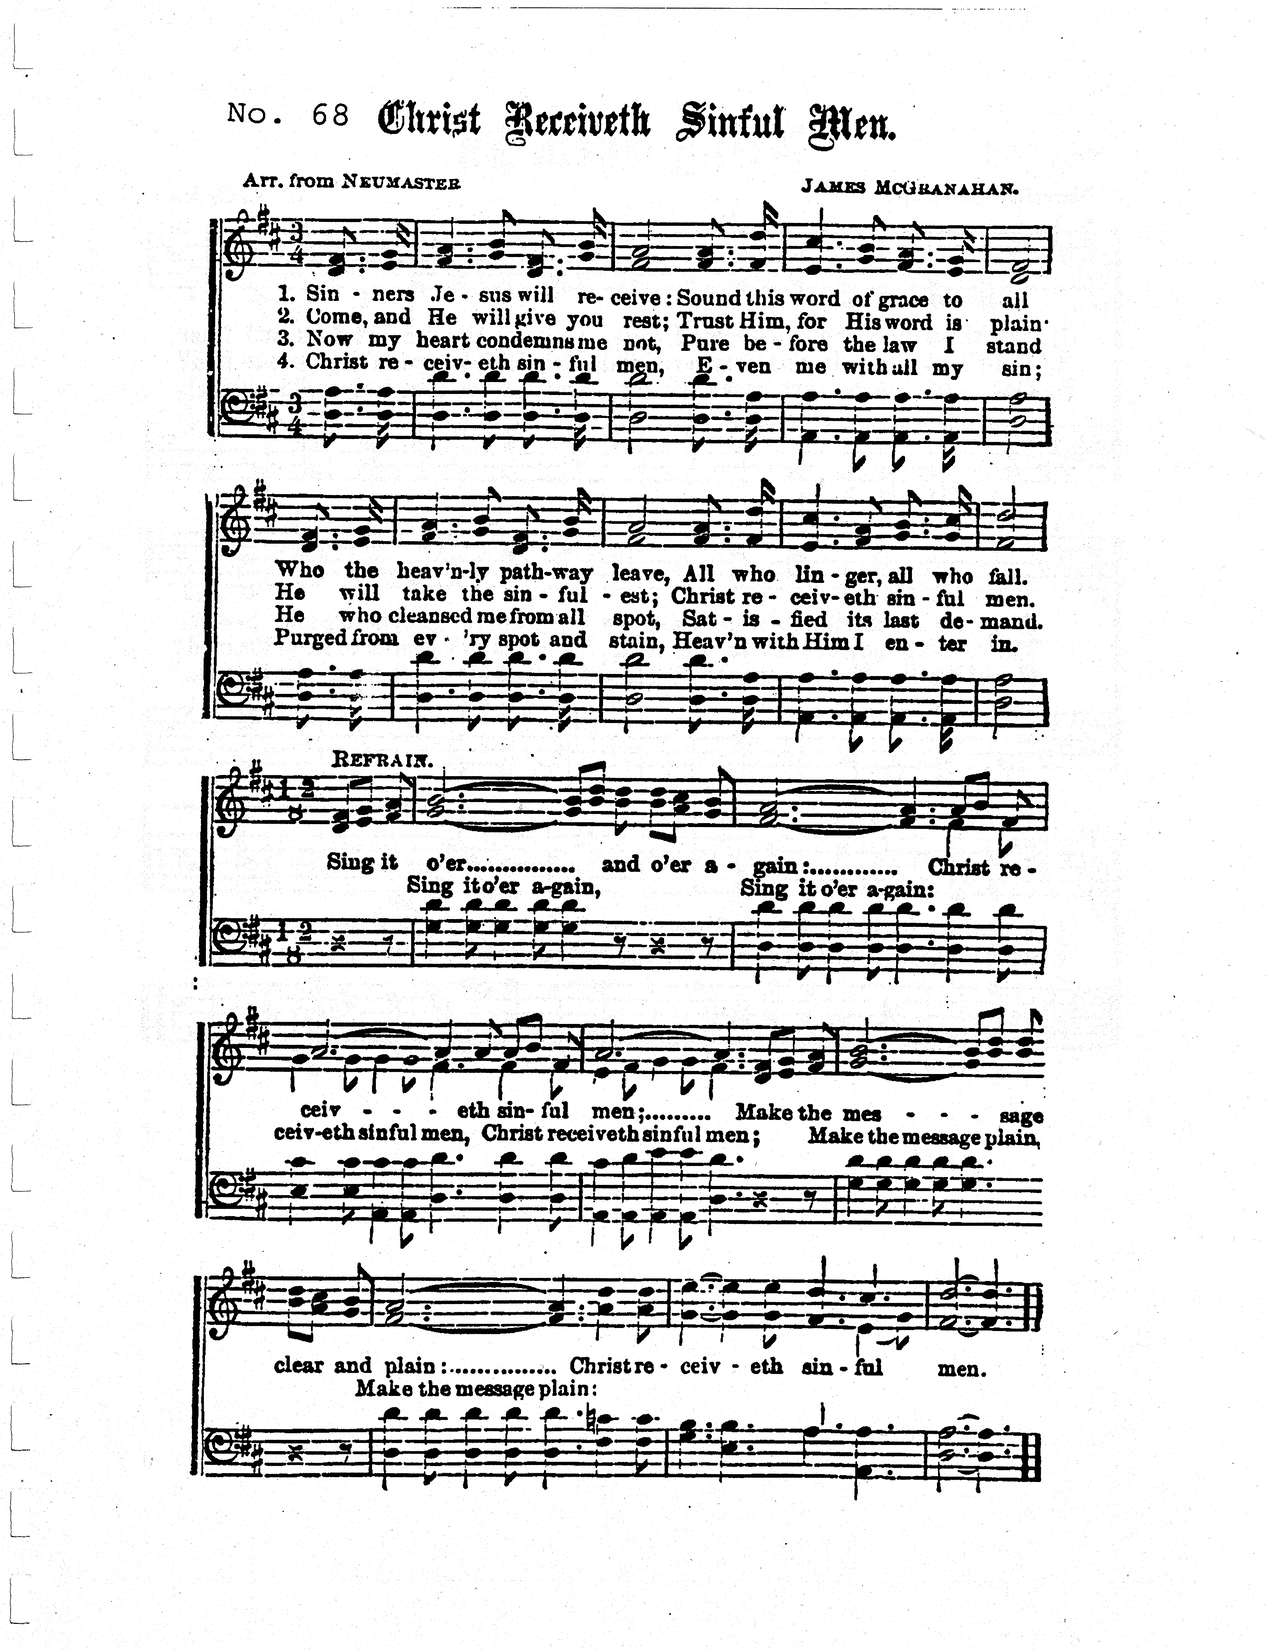 No. 68 Christ Receiveth Sinful Men.
Arr. from NEUMASTER JAMES MCGRANAHAN.
1. Sin - ners Je - sus will re- ceive: Sound this word of grace to all
2. Come, and He will give you rest; Trust Him, for His word is plain
3. Now my heart condemns me not, Pure be - fore the law I stand
4. Christ re - ceiv- eth sin - ful men, E - ven me with all my sin;
Who the heav'n-ly path-way leave, All who lin - ger, all who fall.
He will take the sin - ful - est; Christ re - ceiv- eth sin - ful men.
He who cleansed me from all spot, Sat - is - fied its last de - mand.
Purged from ev - 'ry spot and stain, Heav'n with Him I en - ter in.
REFRAIN.
Sing it o'er............... and o'er a - gain:............ Christ re -
Sing it o'er a-gain, Sing it o'er a-gain:
ceiv - - - eth sin- ful men;......... Make the mes - - - sage
ceiv-eth sinful men, Christ receiveth sinful men; Make the message plain,
clear and plain:............... Christ re - ceiv - eth sin - ful men.
Make the message plain: